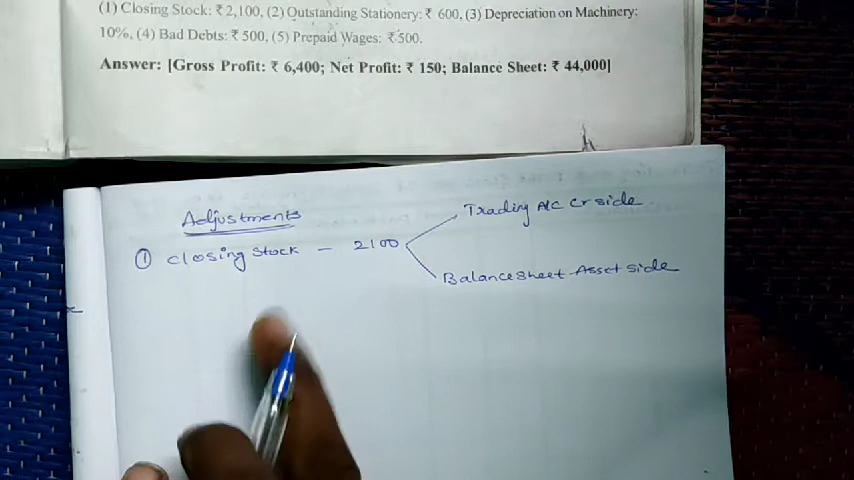 (1) Closing Stock: ₹ 2,100, (2) Outstanding Stationery: ₹ 600, (3) Depreciation on Machinery:
10%, (4) Bad Debts: ₹ 500, (5) Prepaid Wages: ₹ 500.
Answer: [Gross Profit: ₹ 6,400; Net Profit: ₹ 150; Balance Sheet: ₹ 44,000]
Adjustments
Trading A/C Cr side
① closing stock – 2100
Balance sheet - Asset side